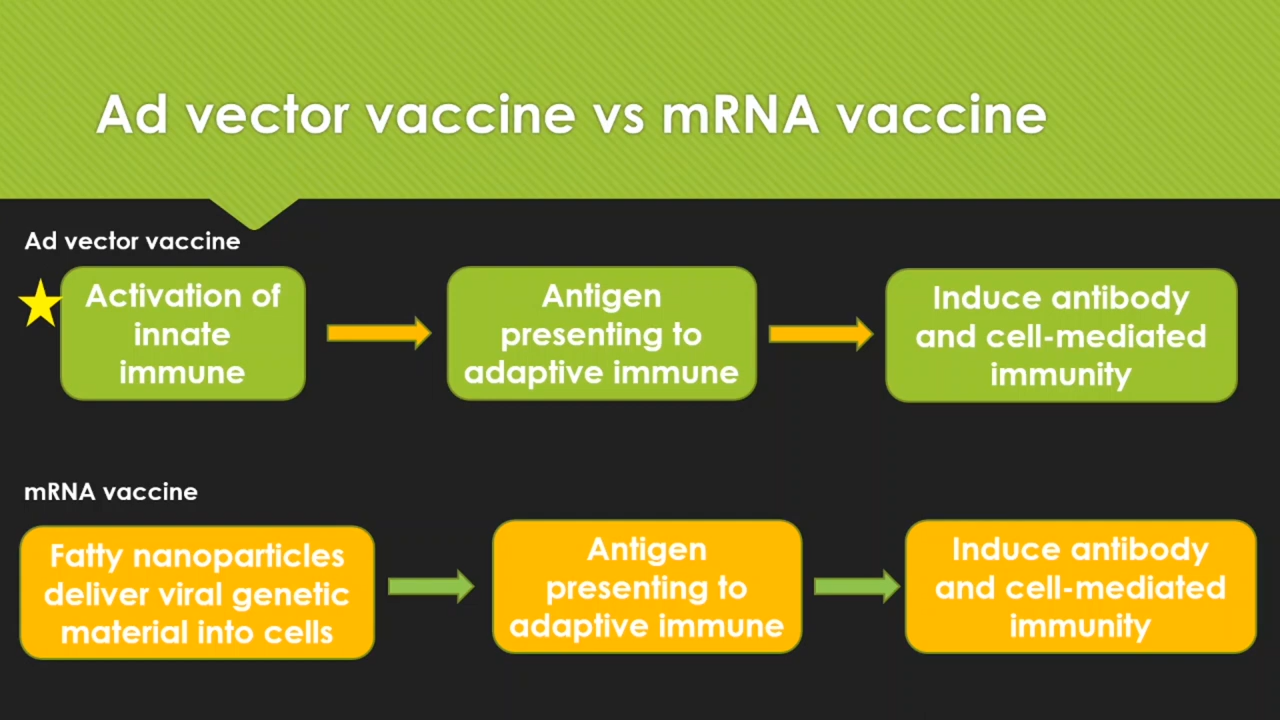 Ad vector vaccine vs mRNA vaccine
Ad vector vaccine
Activation of
innate
immune
Antigen
presenting to
adaptive immune
Induce antibody
and cell-mediated
immunity
mRNA vaccine
Fatty nanoparticles
deliver viral genetic
material into cells
Antigen
presenting to
adaptive immune
Induce antibody
and cell-mediated
immunity